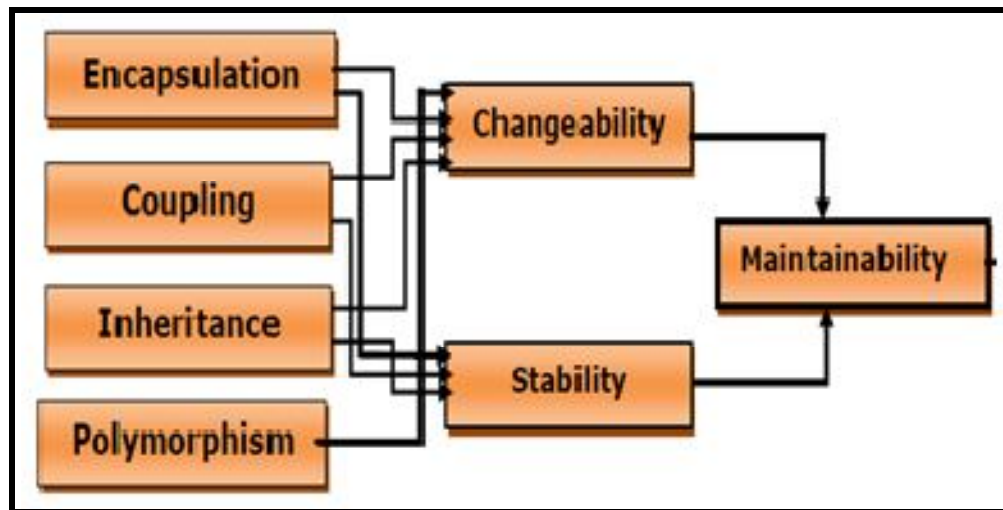 Encapsulation
Coupling
Inheritance
Polymorphism
Changeability
Stability
Maintainability